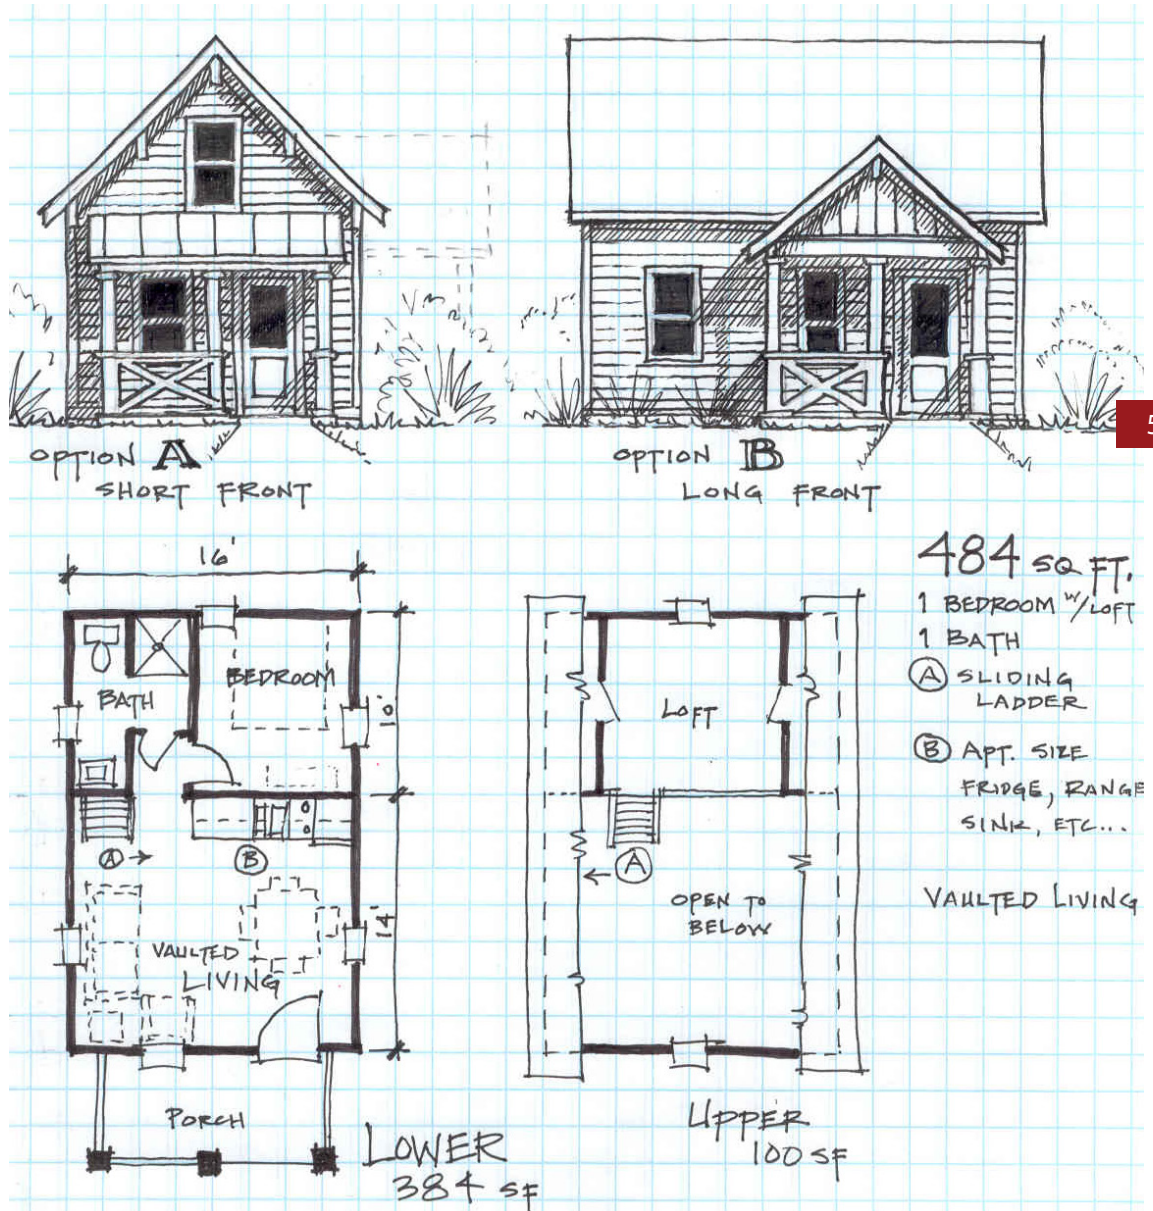 5
OPTION A
SHORT FRONT
OPTION B
LONG FRONT
484 SQ FT.
1 BEDROOM W/LOFT
1 BATH
A SLIDING
LADDER
B APT. SIZE
FRIDGE, RANGE
SINK, ETC...
VAULTED LIVING
16'
BATH
BEDROOM
10'
A
B
VAULTED
LIVING
14'
PORCH
LOWER
384 SF
LOFT
A
OPEN TO
BELOW
UPPER
100 SF